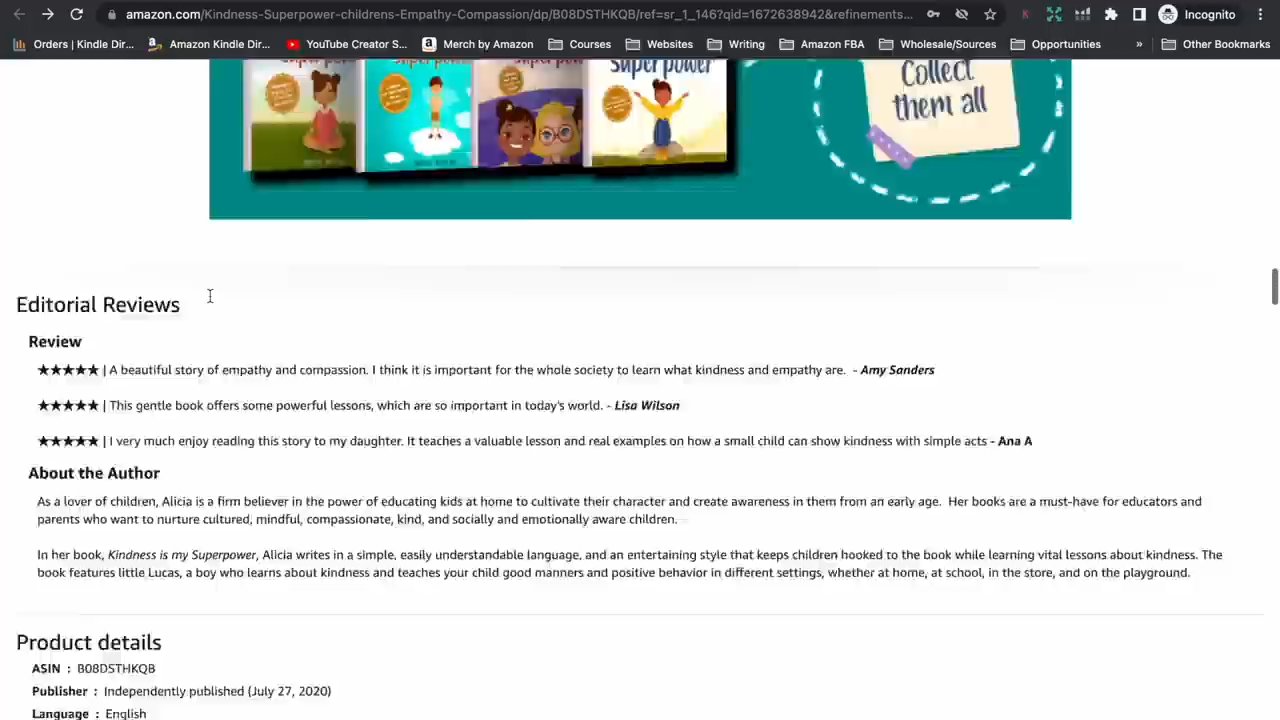 amazon.com/Kindness-Superpower-childrens-Empathy-Compassion/dp/B08DSTHKQB/ref=sr_1_146?qid=1672638942&refinements... Incognito
Orders | Kindle Dir... Amazon Kindle Dir... YouTube Creator S... Merch by Amazon Courses Websites Writing Amazon FBA Wholesale/Sources Opportunities » Other Bookmarks
Superpower
Collect
them all
Editorial Reviews
Review
★★★★★ | A beautiful story of empathy and compassion. I think it is important for the whole society to learn what kindness and empathy are. - Amy Sanders
★★★★★ | This gentle book offers some powerful lessons, which are so important in today's world. - Lisa Wilson
★★★★★ | I very much enjoy reading this story to my daughter. It teaches a valuable lesson and real examples on how a small child can show kindness with simple acts - Ana A
About the Author
As a lover of children, Alicia is a firm believer in the power of educating kids at home to cultivate their character and create awareness in them from an early age. Her books are a must-have for educators and
parents who want to nurture cultured, mindful, compassionate, kind, and socially and emotionally aware children.
In her book, Kindness is my Superpower, Alicia writes in a simple, easily understandable language, and an entertaining style that keeps children hooked to the book while learning vital lessons about kindness. The
book features little Lucas, a boy who learns about kindness and teaches your child good manners and positive behavior in different settings, whether at home, at school, in the store, and on the playground.
Product details
ASIN : B08DSTHKQB
Publisher : Independently published (July 27, 2020)
Language : English